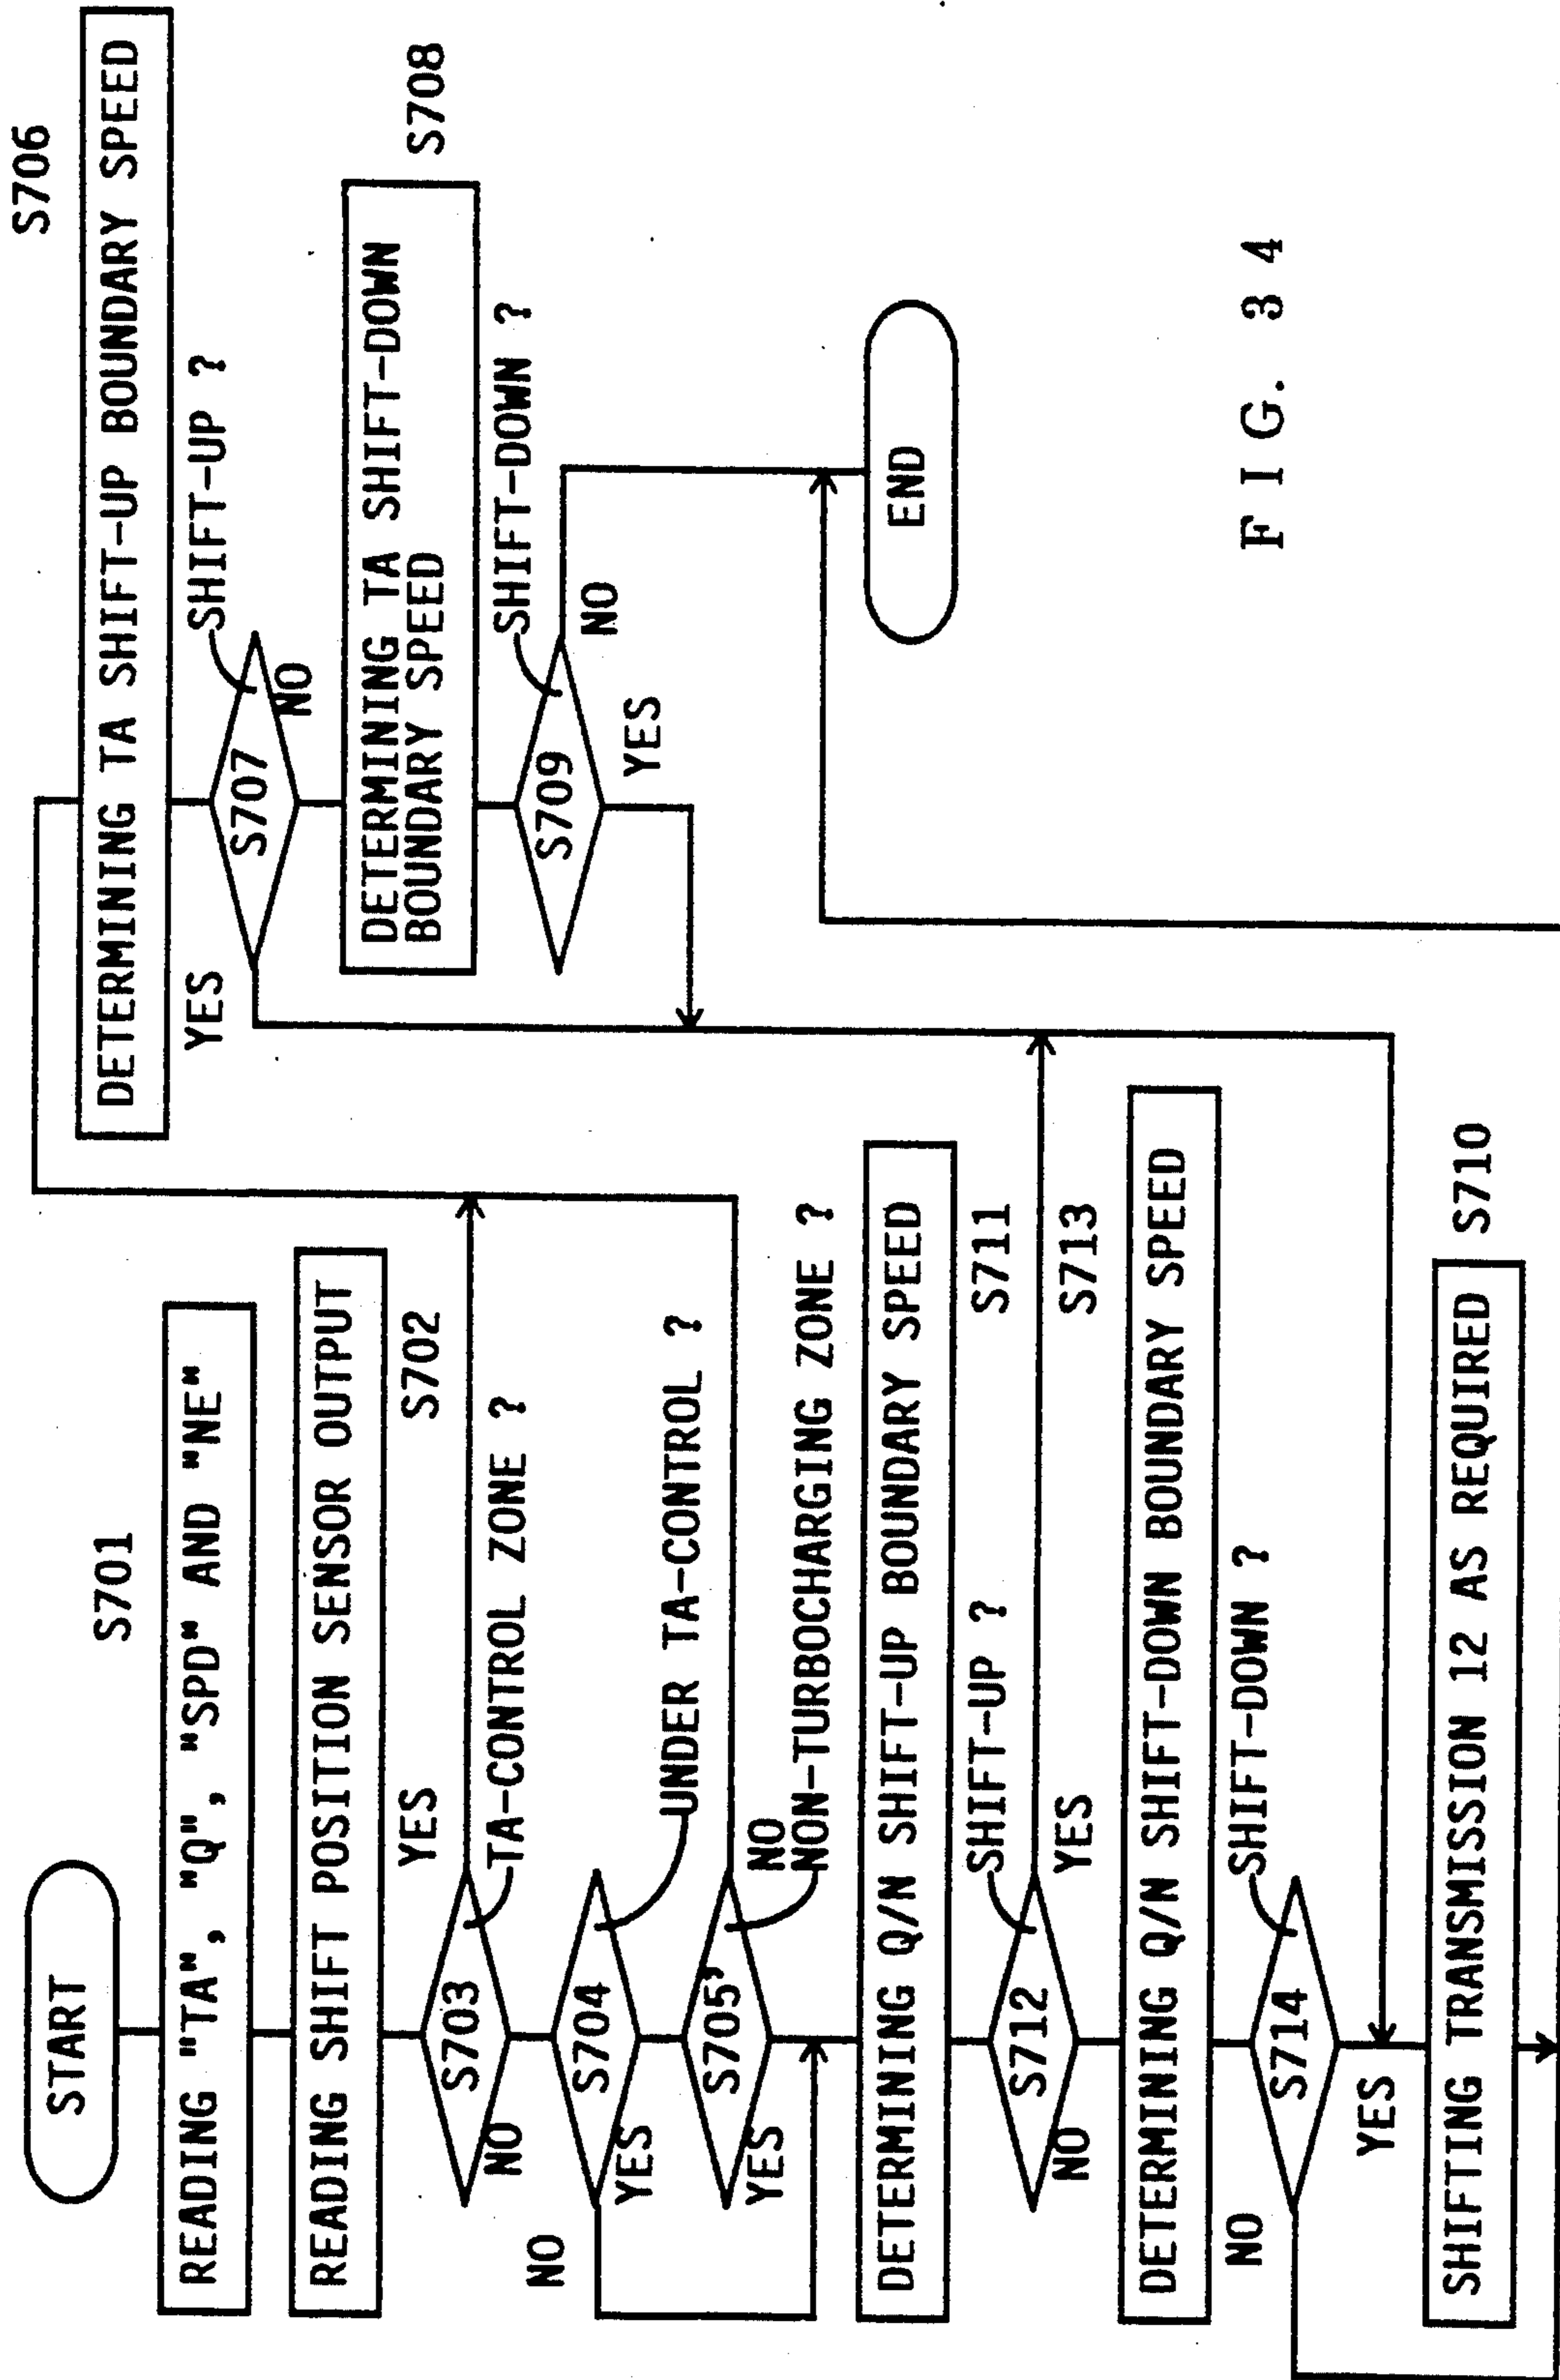 START
S701
READING "TA", "Q", "SPD" AND "NE"
READING SHIFT POSITION SENSOR OUTPUT
S702
YES
S703
TA-CONTROL ZONE ?
NO
S704
UNDER TA-CONTROL ?
NO
YES
S705'
NO
NON-TURBOCHARGING ZONE ?
YES
DETERMINING Q/N SHIFT-UP BOUNDARY SPEED
S711
SHIFT-UP ?
S712
YES
NO
S713
DETERMINING Q/N SHIFT-DOWN BOUNDARY SPEED
SHIFT-DOWN ?
NO
S714
YES
SHIFTING TRANSMISSION 12 AS REQUIRED
S710
S706
DETERMINING TA SHIFT-UP BOUNDARY SPEED
YES
SHIFT-UP ?
S707
NO
DETERMINING TA SHIFT-DOWN
BOUNDARY SPEED
S708
SHIFT-DOWN ?
S709
NO
YES
END
FIG. 34